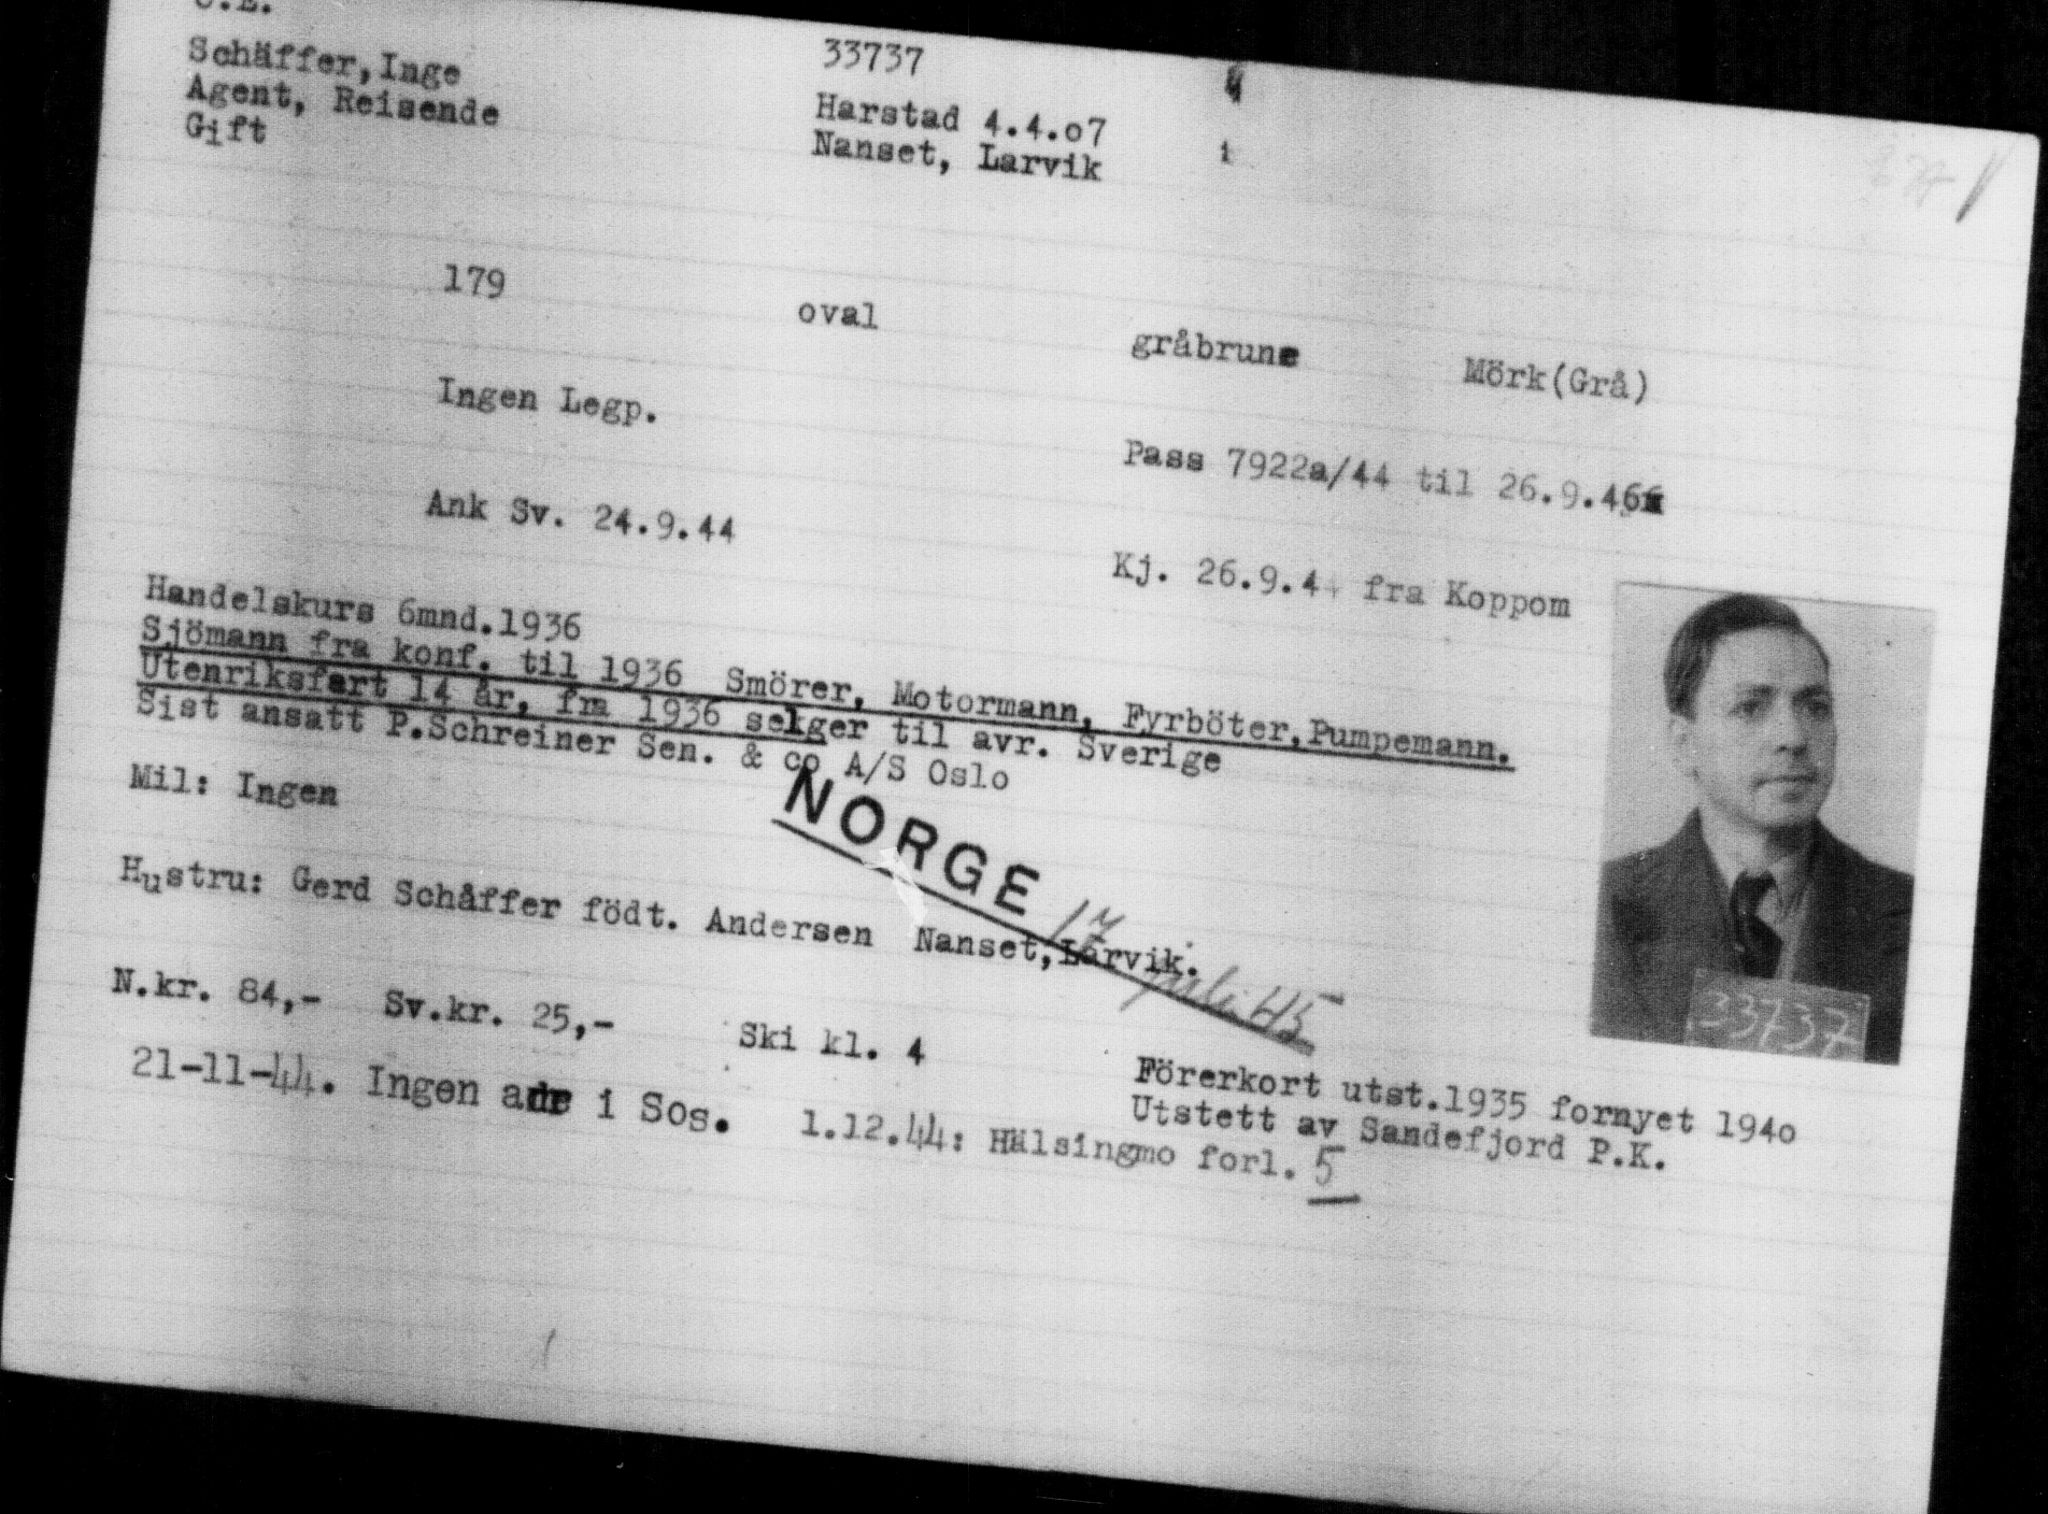 Schäffer, Inge 33737
Agent, Reisende Harstad 4.4.o7
Gift Nanset, Larvik
179 oval gråbrune Mörk(Grå)
Ingen Legp. Pass 7922a/44 til 26.9.46
Ank Sv. 24.9.44 Kj. 26.9.44 fra Koppom
Handelskurs 6mnd.1936
Sjömann fra konf. til 1936 Smörer, Motormann, Fyrböter, Pumpemann.
Utenriksfart 14 år, fra 1936 selger til avr. Sverige
Sist ansatt P.Schreiner Sen. & co A/S Oslo
Mil: Ingen
NORGE 17 juli 45
Hustru: Gerd Schåffer födt. Andersen Nanset, Larvik.
N.kr. 84,- Sv.kr. 25,- Ski kl. 4
33737
Förerkort utst.1935 fornyet 194o
Utstett av Sandefjord P.K.
21-11-44. Ingen i Sos. 1.12.44: Hälsingmo forl. 5